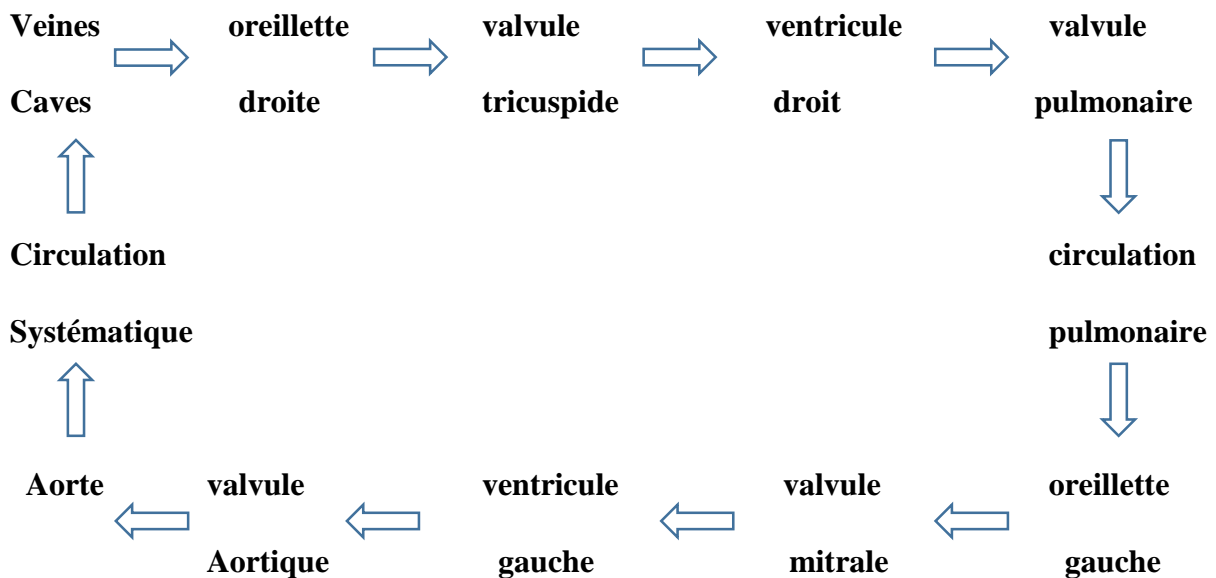 Veines oreillette valvule ventricule valvule
Caves droite tricuspide droit pulmonaire
Circulation circulation
Systématique pulmonaire
Aorte valvule ventricule valvule oreillette
Aortique gauche mitrale gauche